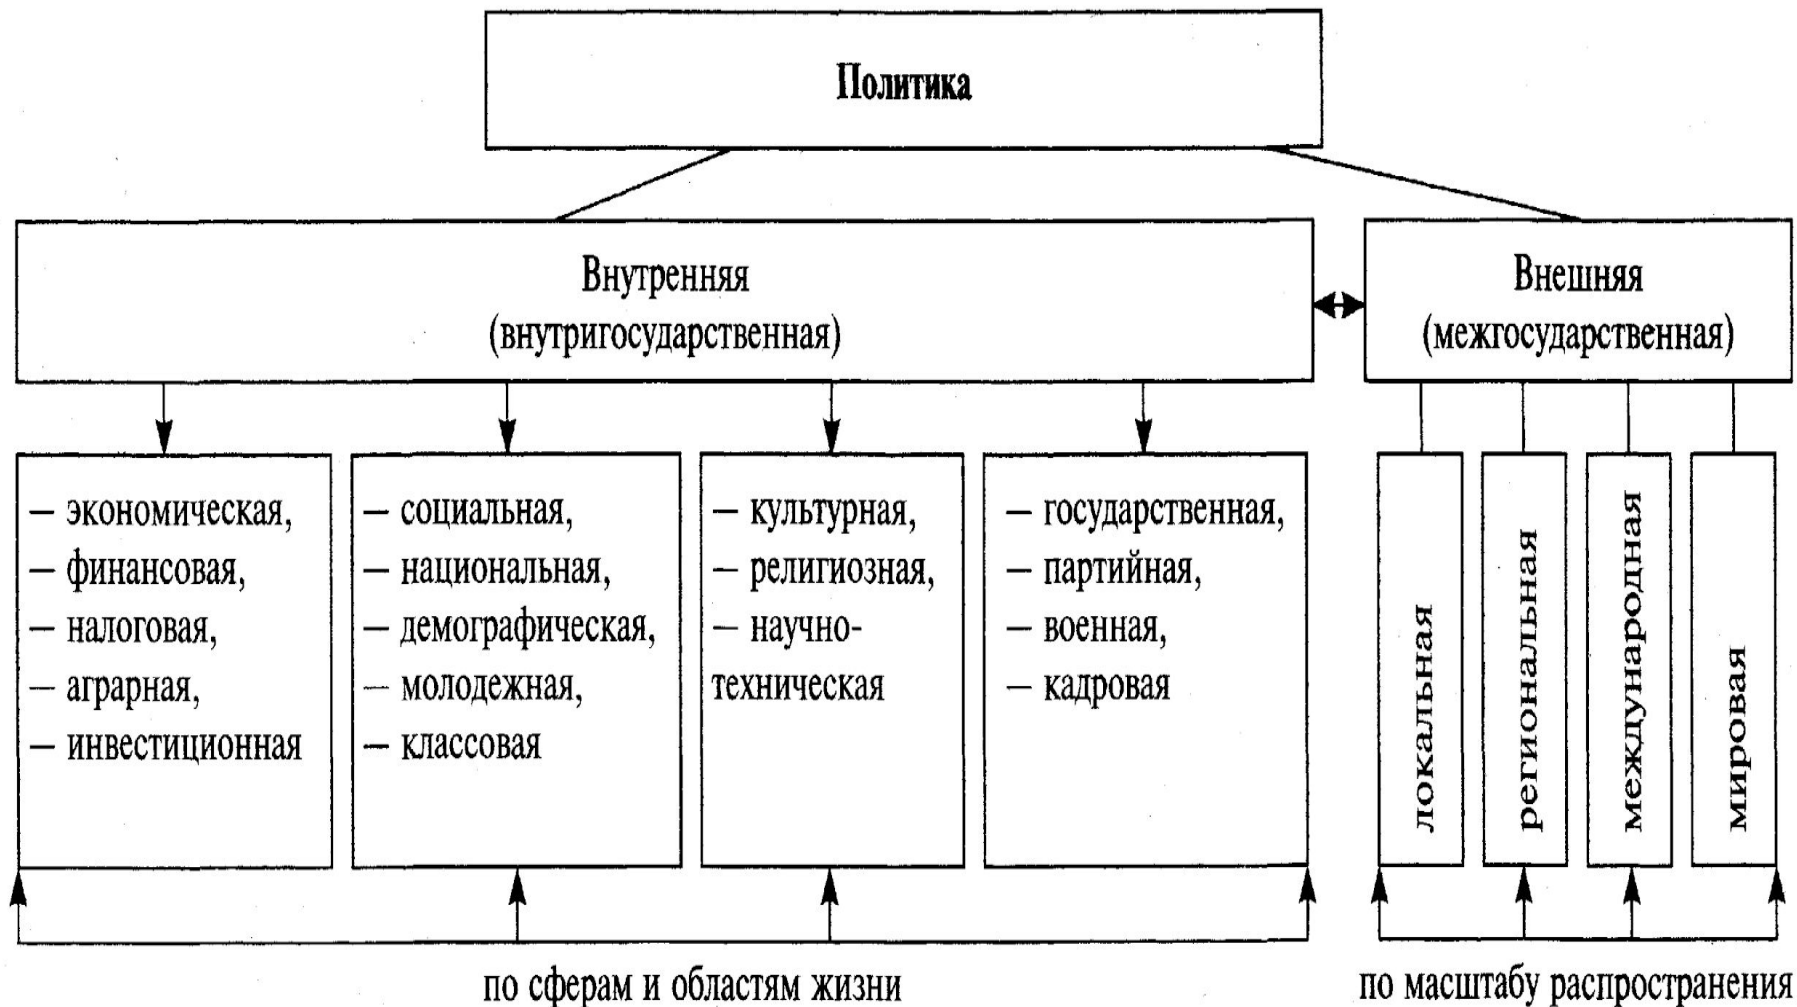 Политика
Внутренняя
(внутригосударственная)
Внешняя
(межгосударственная)
– экономическая,
– финансовая,
– налоговая,
– аграрная,
– инвестиционная
– социальная,
– национальная,
– демографическая,
– молодежная,
– классовая
– культурная,
– религиозная,
– научно-
техническая
– государственная,
– партийная,
– военная,
– кадровая
локальная
региональная
международная
мировая
по сферам и областям жизни
по масштабу распространения